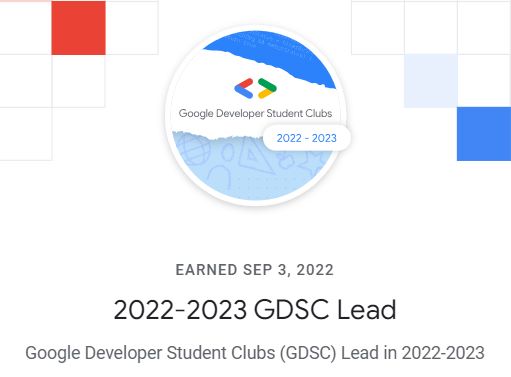 Google Developer Student Clubs
2022 - 2023
EARNED SEP 3, 2022
2022-2023 GDSC Lead
Google Developer Student Clubs (GDSC) Lead in 2022-2023